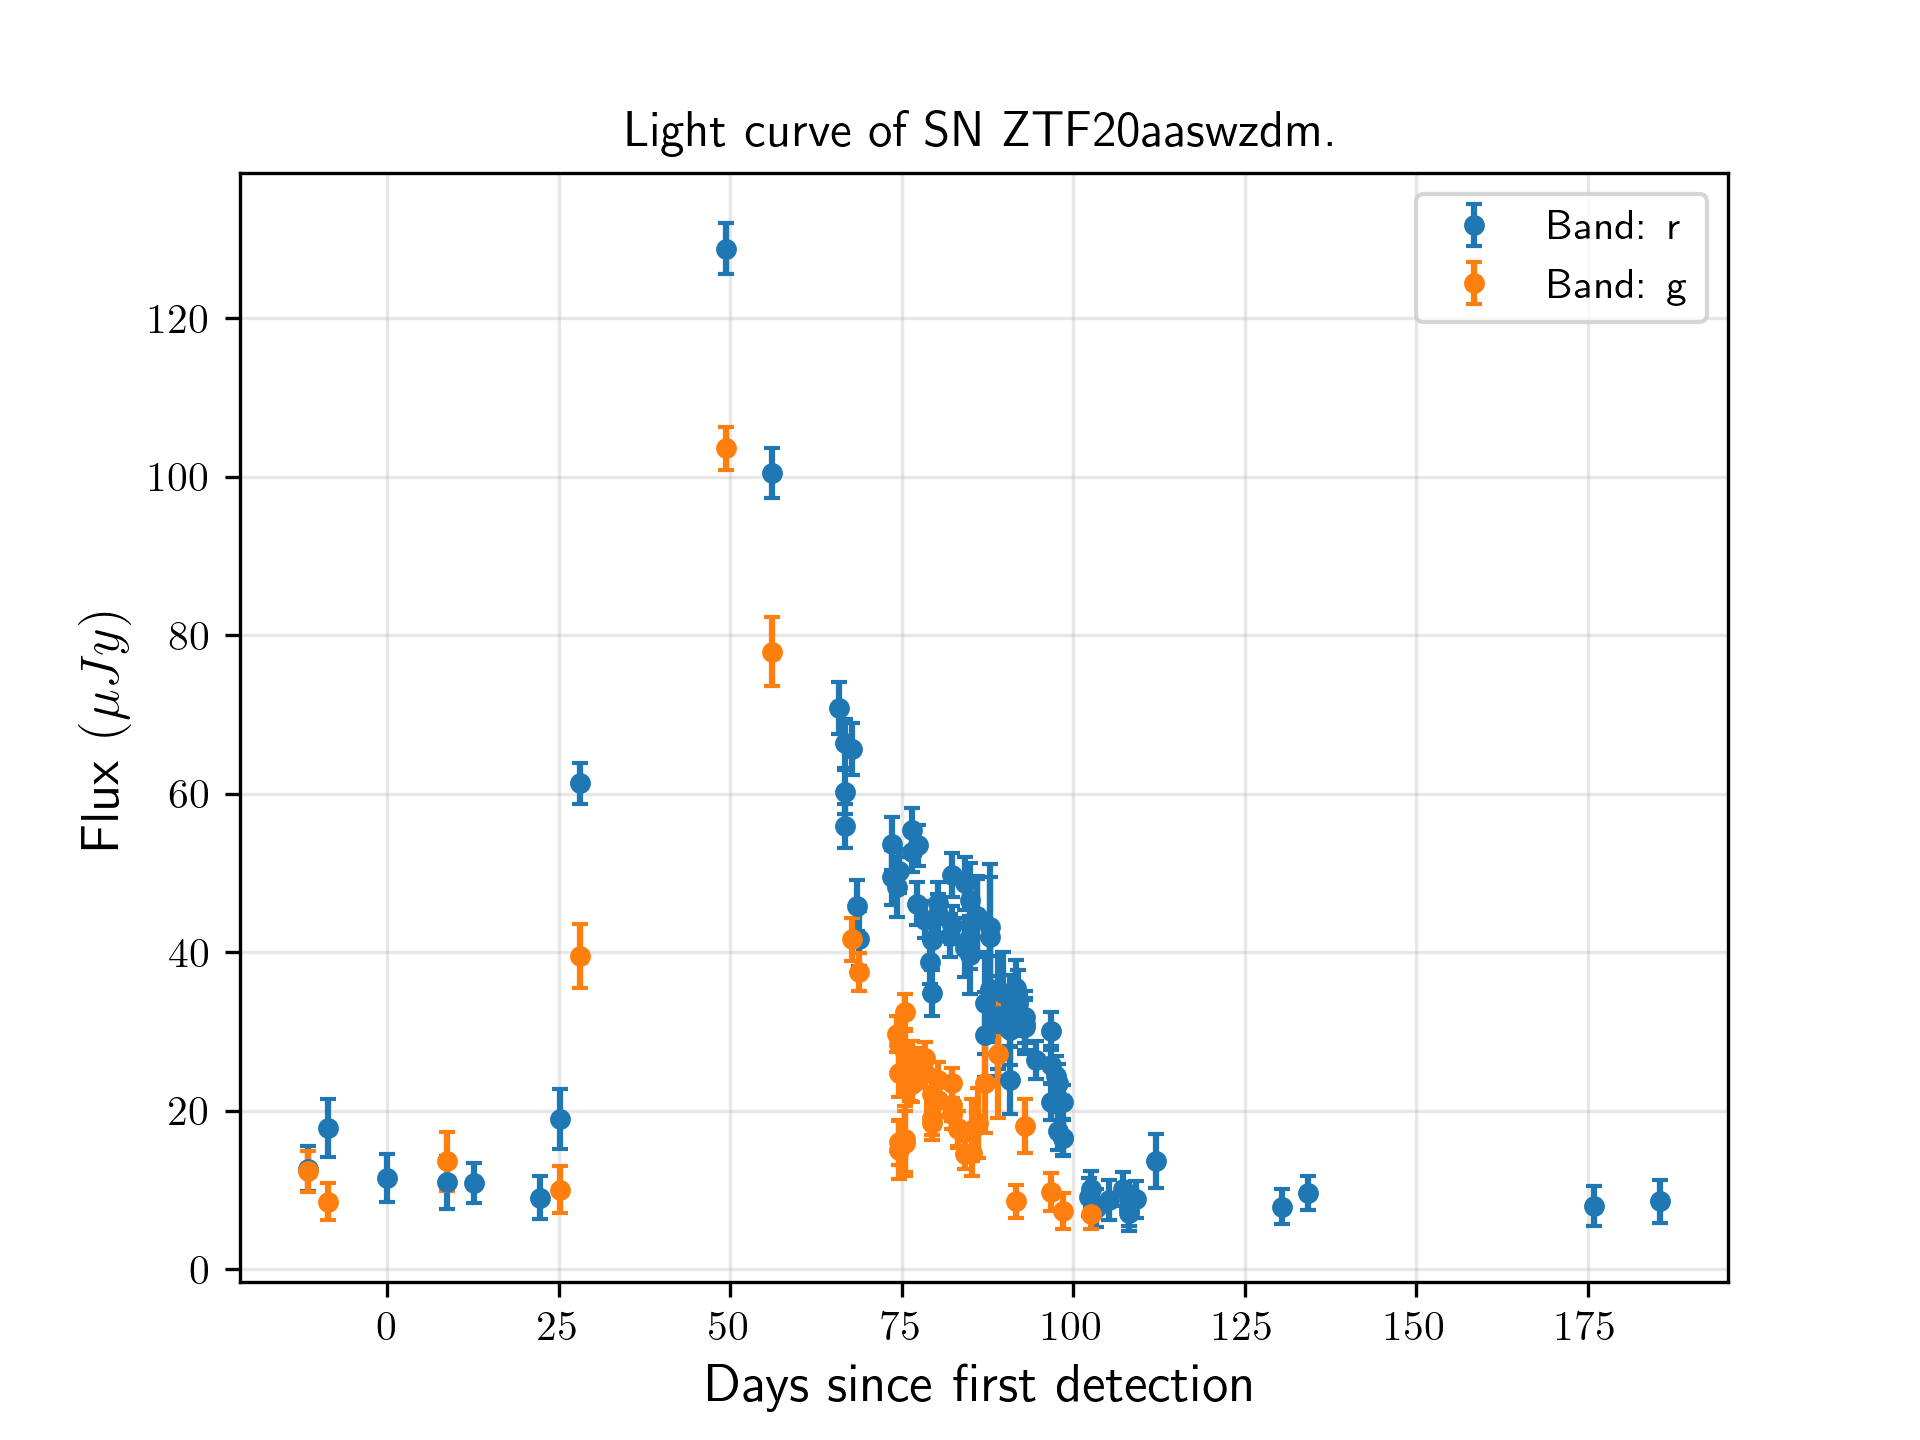 Light curve of SN ZTF20aaswzdm.
Band: r
Band: g
120
100
80
60
40
20
0
Flux (μJy)
0 25 50 75 100 125 150 175
Days since first detection